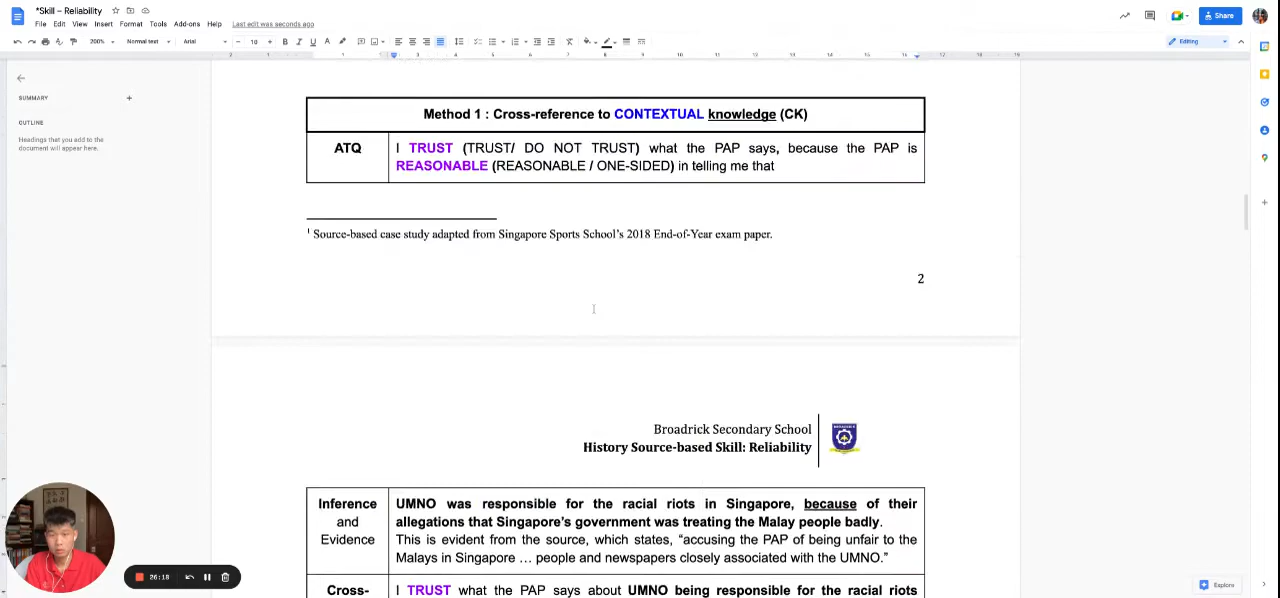 *Skill – Reliability
File Edit View Insert Format Tools Add-ons Help Last edit was seconds ago
Share
200% Normal text Arial 18 B I U A
Editing
SUMMARY
OUTLINE
Headings that you add to the
document will appear here.
Method 1 : Cross-reference to CONTEXTUAL knowledge (CK)
ATQ
I TRUST (TRUST/ DO NOT TRUST) what the PAP says, because the PAP is
REASONABLE (REASONABLE / ONE-SIDED) in telling me that
1 Source-based case study adapted from Singapore Sports School's 2018 End-of-Year exam paper.
2
Broadrick Secondary School
History Source-based Skill: Reliability
Inference
and
Evidence
UMNO was responsible for the racial riots in Singapore, because of their
allegations that Singapore's government was treating the Malay people badly.
This is evident from the source, which states, "accusing the PAP of being unfair to the
Malays in Singapore ... people and newspapers closely associated with the UMNO."
Cross-
I TRUST what the PAP says about UMNO being responsible for the racial riots
26:18
Explore